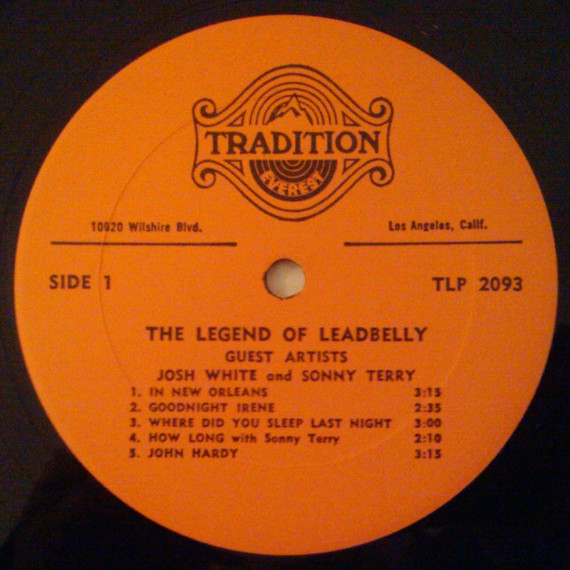 TRADITION
EVEREST
10920 Wilshire Blvd. Los Angeles, Calif.
SIDE 1 TLP 2093
THE LEGEND OF LEADBELLY
GUEST ARTISTS
JOSH WHITE and SONNY TERRY
1. IN NEW ORLEANS 3:15
2. GOODNIGHT IRENE 2:35
3. WHERE DID YOU SLEEP LAST NIGHT 3:00
4. HOW LONG with Sonny Terry 2:10
5. JOHN HARDY 3:15